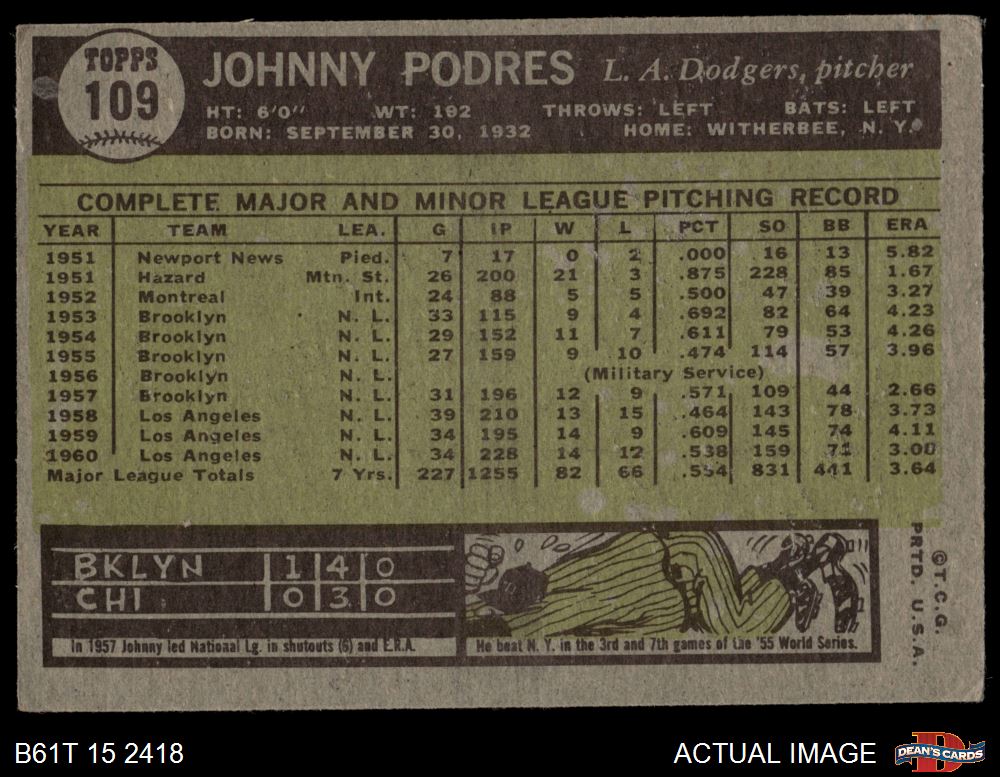 TOPPS
109
JOHNNY PODRES L. A. Dodgers, pitcher
HT: 6'0" WT: 192 THROWS: LEFT BATS: LEFT
BORN: SEPTEMBER 30, 1932 HOME: WITHERBEE, N. Y.
COMPLETE MAJOR AND MINOR LEAGUE PITCHING RECORD
YEAR TEAM LEA. G IP W L PCT SO BB ERA
1951 Newport News Pied. 7 17 0 2 .000 16 13 5.82
1951 Hazard Mtn. St. 26 200 21 3 .875 228 85 1.67
1952 Montreal Int. 24 88 5 5 .500 47 39 3.27
1953 Brooklyn N. L. 33 115 9 4 .692 82 64 4.23
1954 Brooklyn N. L. 29 152 11 7 .611 79 53 4.26
1955 Brooklyn N. L. 27 159 9 10 .474 114 57 3.96
1956 Brooklyn N. L. (Military Service)
1957 Brooklyn N. L. 31 196 12 9 .571 109 44 2.66
1958 Los Angeles N. L. 39 210 13 15 .464 143 78 3.73
1959 Los Angeles N. L. 34 195 14 9 .609 145 74 4.11
1960 Los Angeles N. L. 34 228 14 12 .538 159 71 3.00
Major League Totals 7 Yrs. 227 1255 82 66 .554 831 441 3.64
BKLYN 1 4 0
CHI 0 3 0
In 1957 Johnny led National Lg. in shutouts (6) and E.R.A.
He beat N. Y. in the 3rd and 7th games of the '55 World Series.
©T.C.G.
PRTD. U.S.A.
B61T 15 2418
ACTUAL IMAGE
D
DEAN'S CARDS